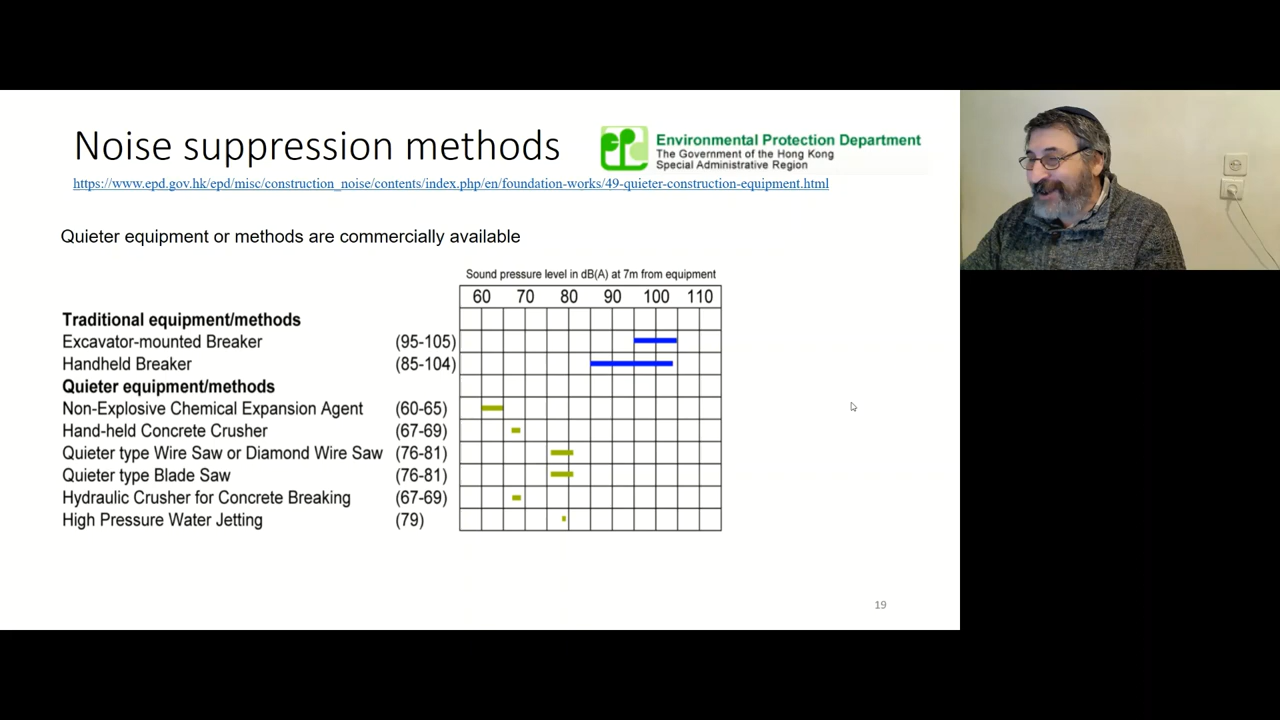 Noise suppression methods
Environmental Protection Department
The Government of the Hong Kong
Special Administrative Region
https://www.epd.gov.hk/epd/misc/construction_noise/contents/index.php/en/foundation-works/49-quieter-construction-equipment.html
Quieter equipment or methods are commercially available
Sound pressure level in dB(A) at 7m from equipment
60 70 80 90 100 110
Traditional equipment/methods
Excavator-mounted Breaker (95-105)
Handheld Breaker (85-104)
Quieter equipment/methods
Non-Explosive Chemical Expansion Agent (60-65)
Hand-held Concrete Crusher (67-69)
Quieter type Wire Saw or Diamond Wire Saw (76-81)
Quieter type Blade Saw (76-81)
Hydraulic Crusher for Concrete Breaking (67-69)
High Pressure Water Jetting (79)
19